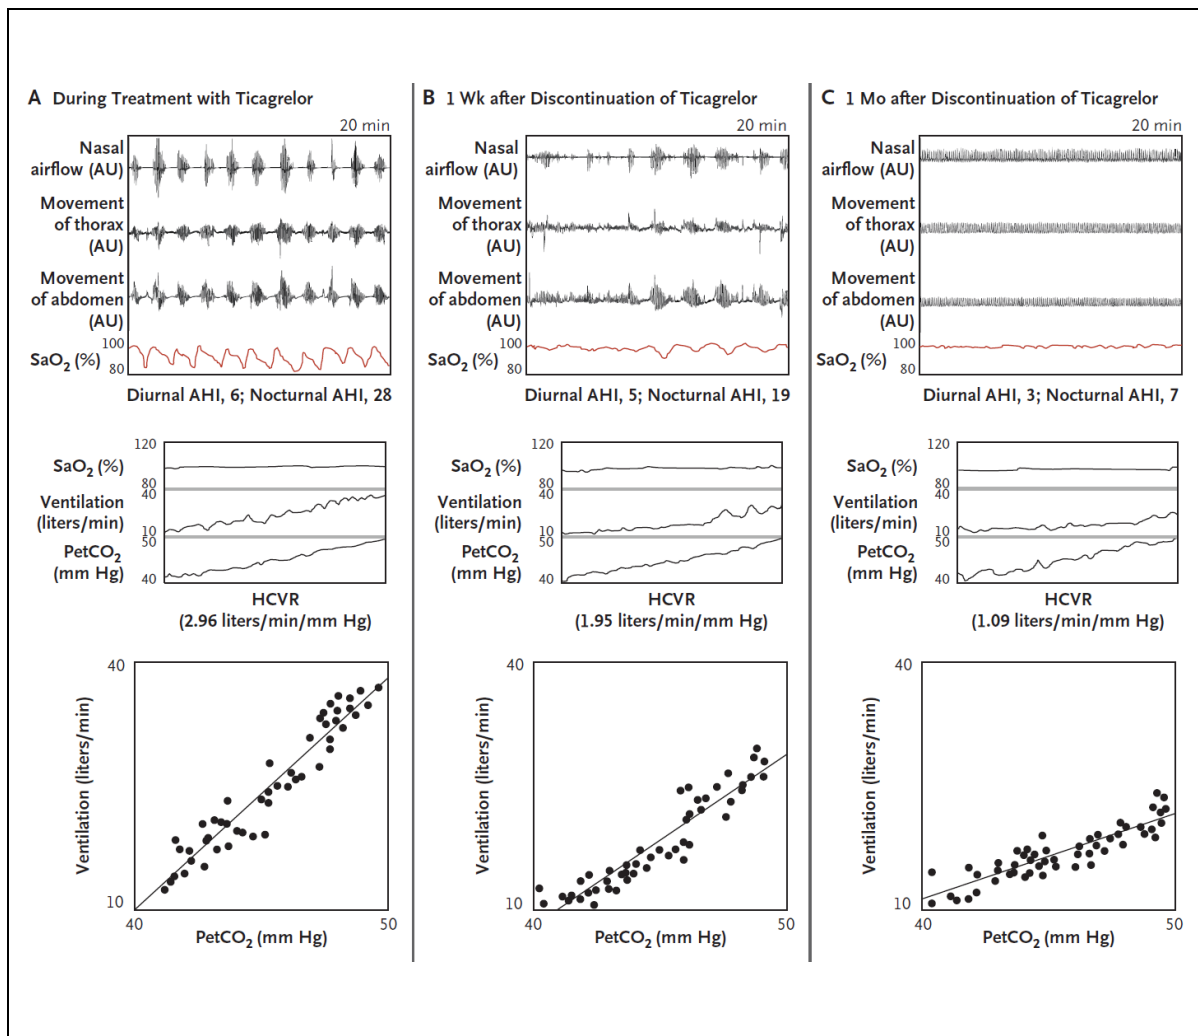 A During Treatment with Ticagrelor
20 min
Nasal
airflow (AU)
Movement
of thorax
(AU)
Movement
of abdomen
(AU)
100
SaO2 (%)
80
Diurnal AHI, 6; Nocturnal AHI, 28
120
SaO2 (%)
80
40
Ventilation
(liters/min)
10
50
PetCO2
(mm Hg)
40
HCVR
(2.96 liters/min/mm Hg)
40
Ventilation (liters/min)
10
40
50
PetCO2 (mm Hg)
B 1 Wk after Discontinuation of Ticagrelor
20 min
Nasal
airflow (AU)
Movement
of thorax
(AU)
Movement
of abdomen
(AU)
100
SaO2 (%)
80
Diurnal AHI, 5; Nocturnal AHI, 19
120
SaO2 (%)
80
40
Ventilation
(liters/min)
10
50
PetCO2
(mm Hg)
40
HCVR
(1.95 liters/min/mm Hg)
40
Ventilation (liters/min)
10
40
50
PetCO2 (mm Hg)
C 1 Mo after Discontinuation of Ticagrelor
20 min
Nasal
airflow (AU)
Movement
of thorax
(AU)
Movement
of abdomen
(AU)
100
SaO2 (%)
80
Diurnal AHI, 3; Nocturnal AHI, 7
120
SaO2 (%)
80
40
Ventilation
(liters/min)
10
50
PetCO2
(mm Hg)
40
HCVR
(1.09 liters/min/mm Hg)
40
Ventilation (liters/min)
10
40
50
PetCO2 (mm Hg)